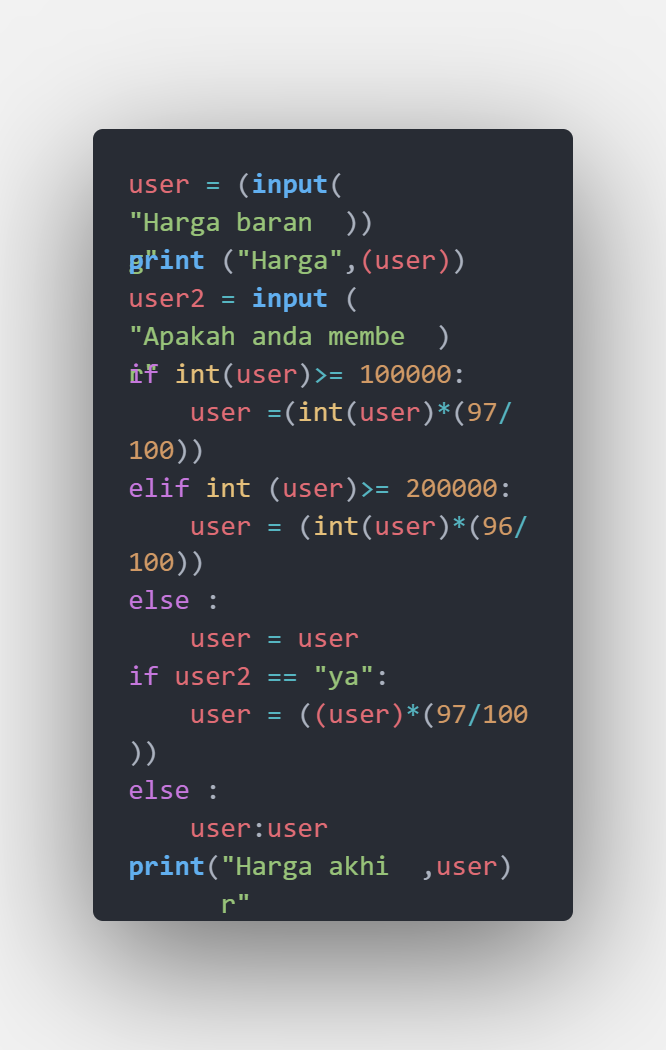 user = (input(
"Harga baran  ))
g"
print ("Harga",(user))
user2 = input (
"Apakah anda membe  )
r"
if int(user)>= 100000:
    user =(int(user)*(97/
100))
elif int (user)>= 200000:
    user = (int(user)*(96/
100))
else :
    user = user
if user2 == "ya":
    user = ((user)*(97/100
))
else :
    user:user
print("Harga akhi  ,user)
      r"